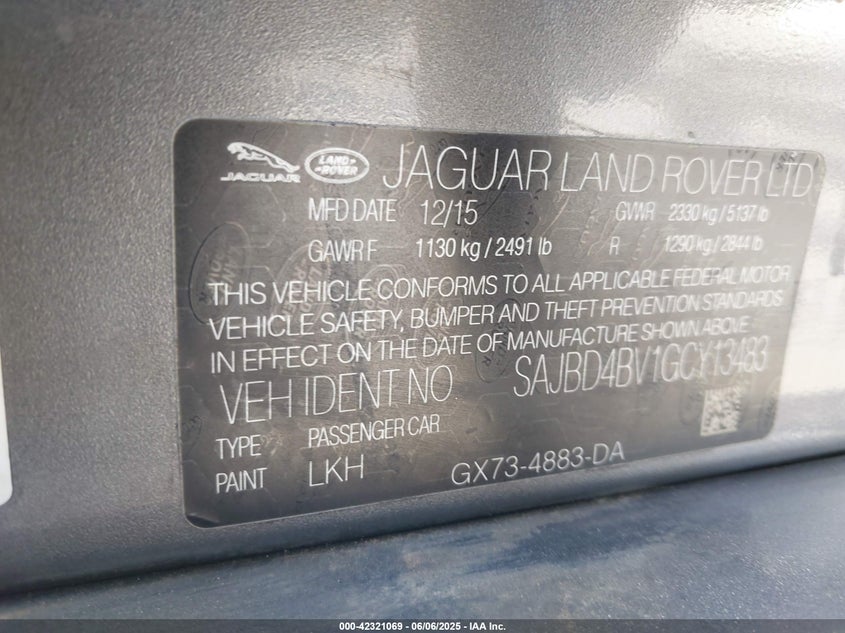 JAGUAR LAND-ROVER JAGUAR LAND ROVER LTD
MFD DATE 12/15 GVWR 2330 kg / 5137 lb
GAWR F 1130 kg / 2491 lb R 1290 kg / 2844 lb
THIS VEHICLE CONFORMS TO ALL APPLICABLE FEDERAL MOTOR
VEHICLE SAFETY, BUMPER AND THEFT PREVENTION STANDARDS
IN EFFECT ON THE DATE OF MANUFACTURE SHOWN ABOVE
VEH IDENT NO SAJBD4BV1GCY13483
TYPE PASSENGER CAR
PAINT LKH GX73-4883-DA
000-42321069 | 06/06/2025 - IAA Inc.